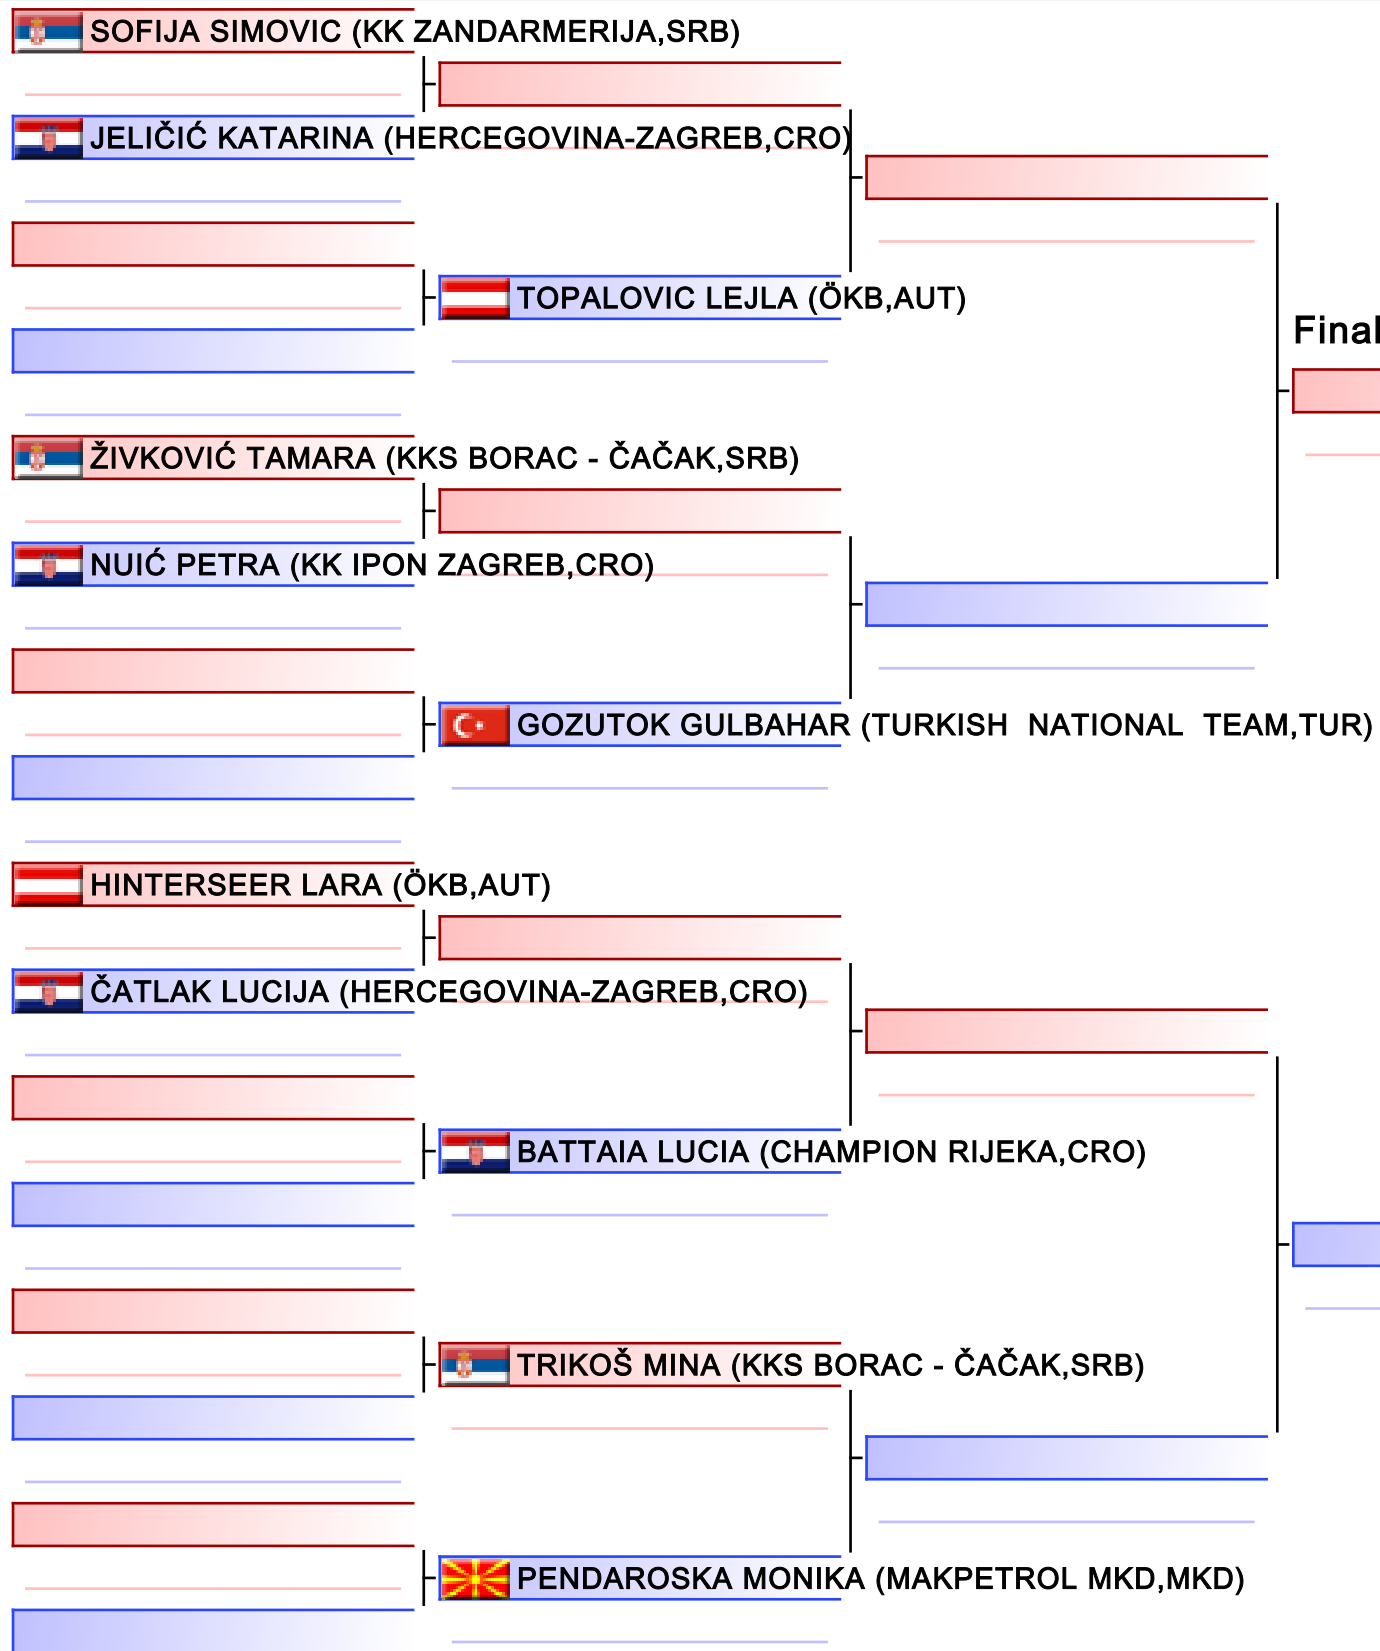 SOFIJA SIMOVIC (KK ZANDARMERIJA,SRB)
JELIČIĆ KATARINA (HERCEGOVINA-ZAGREB,CRO)
TOPALOVIC LEJLA (ÖKB,AUT)
Final
ŽIVKOVIĆ TAMARA (KKS BORAC - ČAČAK,SRB)
NUIĆ PETRA (KK IPON ZAGREB,CRO)
GOZUTOK GULBAHAR (TURKISH  NATIONAL  TEAM,TUR)
HINTERSEER LARA (ÖKB,AUT)
ČATLAK LUCIJA (HERCEGOVINA-ZAGREB,CRO)
BATTAIA LUCIA (CHAMPION RIJEKA,CRO)
TRIKOŠ MINA (KKS BORAC - ČAČAK,SRB)
PENDAROSKA MONIKA (MAKPETROL MKD,MKD)